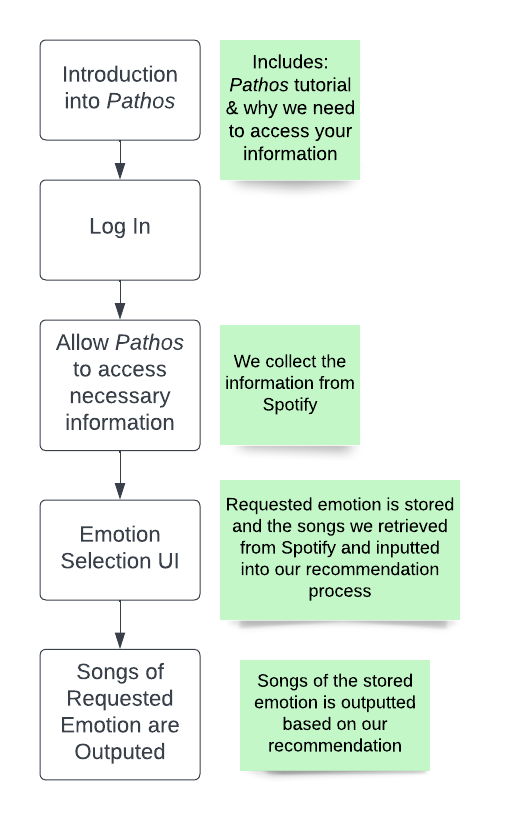 Introduction
into Pathos
Includes:
Pathos tutorial
& why we need
to access your
information
Log In
Allow Pathos
to access
necessary
information
We collect the
information from
Spotify
Emotion
Selection UI
Requested emotion is stored
and the songs we retrieved
from Spotify and inputted
into our recommendation
process
Songs of
Requested
Emotion are
Outputed
Songs of the stored
emotion is outputted
based on our
recommendation